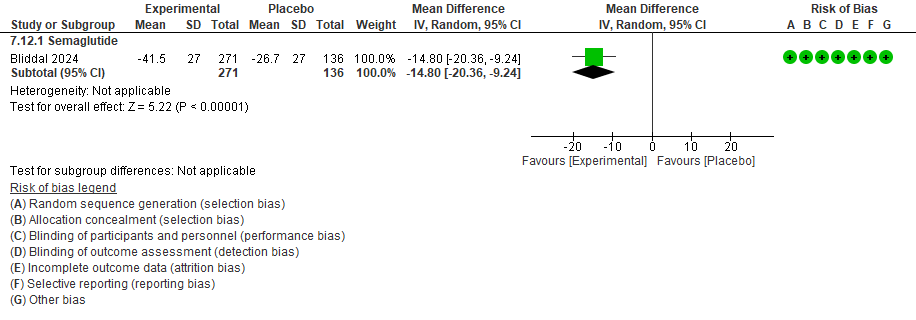 Experimental Placebo Mean Difference Mean Difference Risk of Bias
Study or Subgroup Mean SD Total Mean SD Total Weight IV, Random, 95% CI IV, Random, 95% CI A B C D E F G
7.12.1 Semaglutide
Bliddal 2024 -41.5 27 271 -26.7 27 136 100.0% -14.80 [-20.36, -9.24] + + + + + + +
Subtotal (95% CI) 271 136 100.0% -14.80 [-20.36, -9.24]
Heterogeneity: Not applicable
Test for overall effect: Z = 5.22 (P < 0.00001)
-20 -10 0 10 20
Favours [Experimental] Favours [Placebo]
Test for subgroup differences: Not applicable
Risk of bias legend
(A) Random sequence generation (selection bias)
(B) Allocation concealment (selection bias)
(C) Blinding of participants and personnel (performance bias)
(D) Blinding of outcome assessment (detection bias)
(E) Incomplete outcome data (attrition bias)
(F) Selective reporting (reporting bias)
(G) Other bias